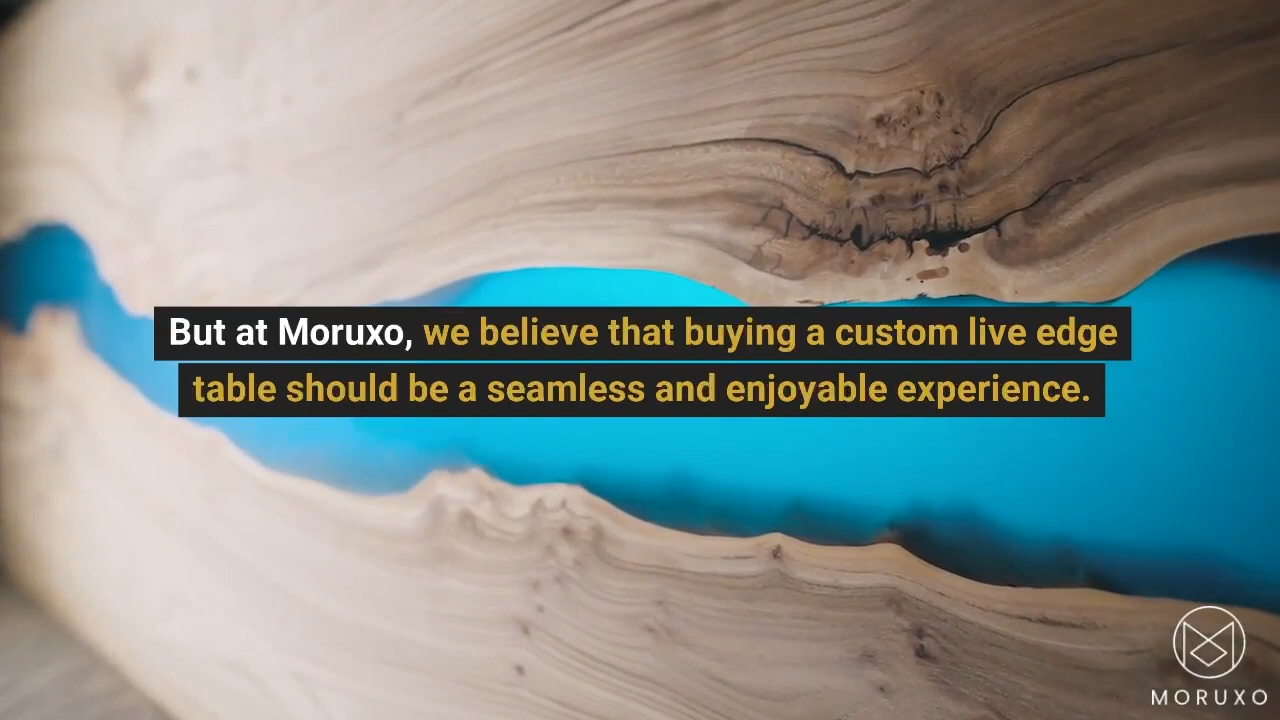 But at Moruxo, we believe that buying a custom live edge
table should be a seamless and enjoyable experience.
MORUXO